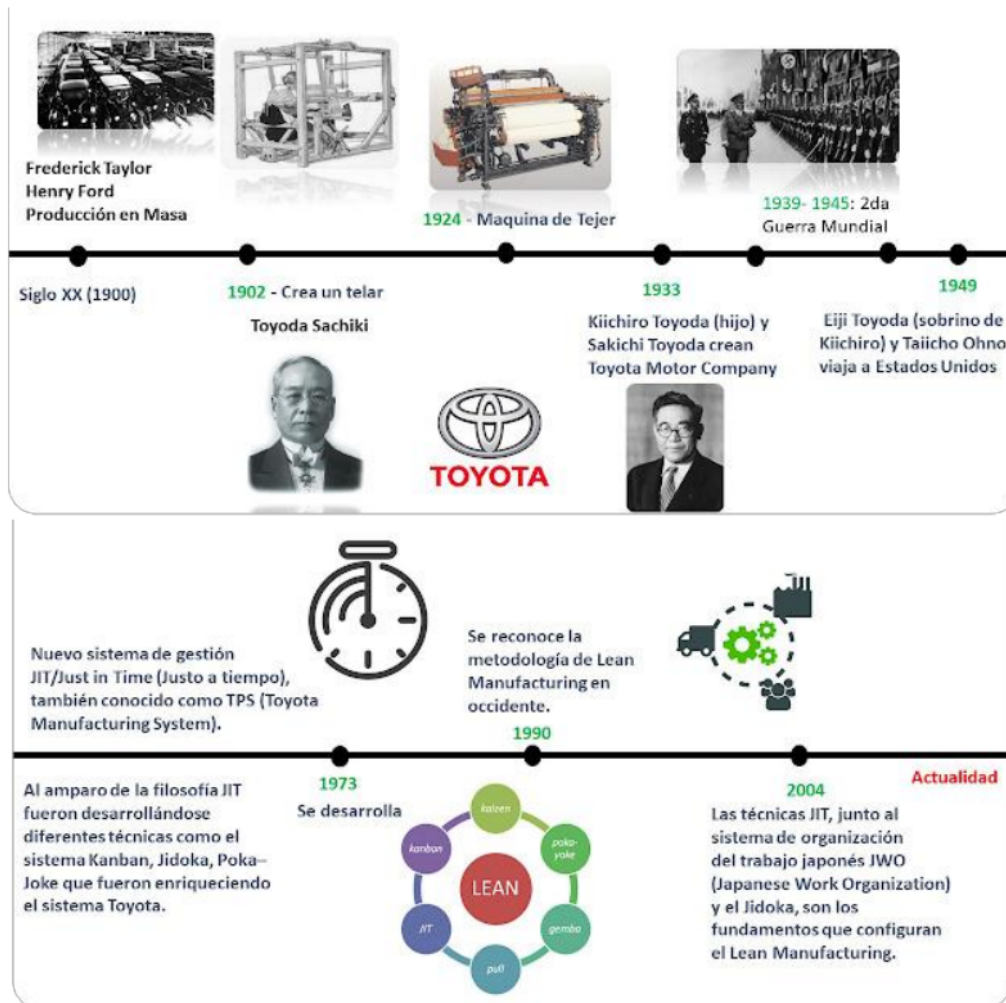 Frederick Taylor
Henry Ford
Producción en Masa
1924 - Maquina de Tejer
1939- 1945: 2da
Guerra Mundial
Siglo XX (1900)
1902 - Crea un telar
Toyoda Sachiki
TOYOTA
1933
Kiichiro Toyoda (hijo) y
Sakichi Toyoda crean
Toyota Motor Company
1949
Eiji Toyoda (sobrino de
Kiichiro) y Taiicho Ohno
viaja a Estados Unidos
Nuevo sistema de gestión
JIT/Just in Time (Justo a tiempo),
también conocido como TPS (Toyota
Manufacturing System).
Se reconoce la
metodología de Lean
Manufacturing en
occidente.
1990
Actualidad
Al amparo de la filosofía JIT
fueron desarrollándose
diferentes técnicas como el
sistema Kanban, Jidoka, Poka–
Joke que fueron enriqueciendo
el sistema Toyota.
1973
Se desarrolla
kaizen
poka-
yoke
gemba
pull
JIT
kanban
LEAN
2004
Las técnicas JIT, junto al
sistema de organización
del trabajo japonés JWO
(Japanese Work Organization)
y el Jidoka, son los
fundamentos que configuran
el Lean Manufacturing.